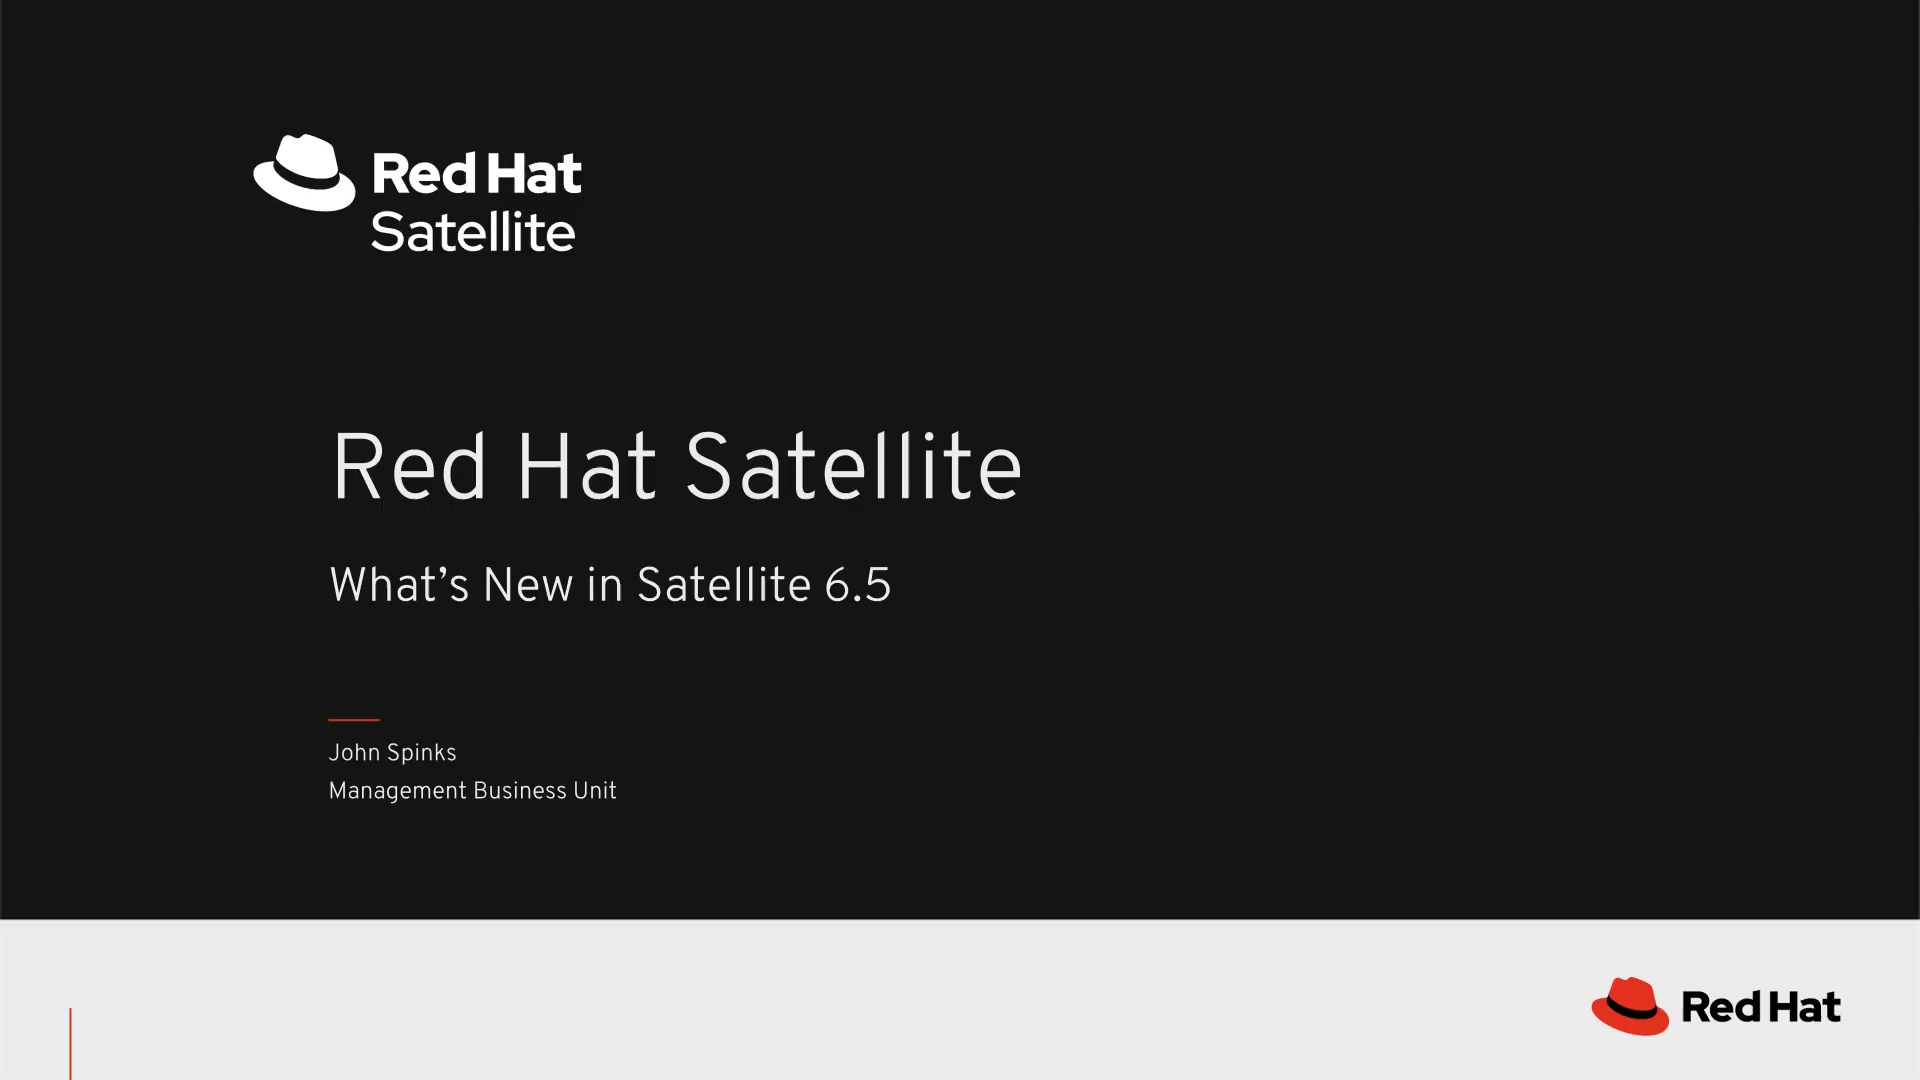 Red Hat
Satellite
Red Hat Satellite
What’s New in Satellite 6.5
John Spinks
Management Business Unit
Red Hat